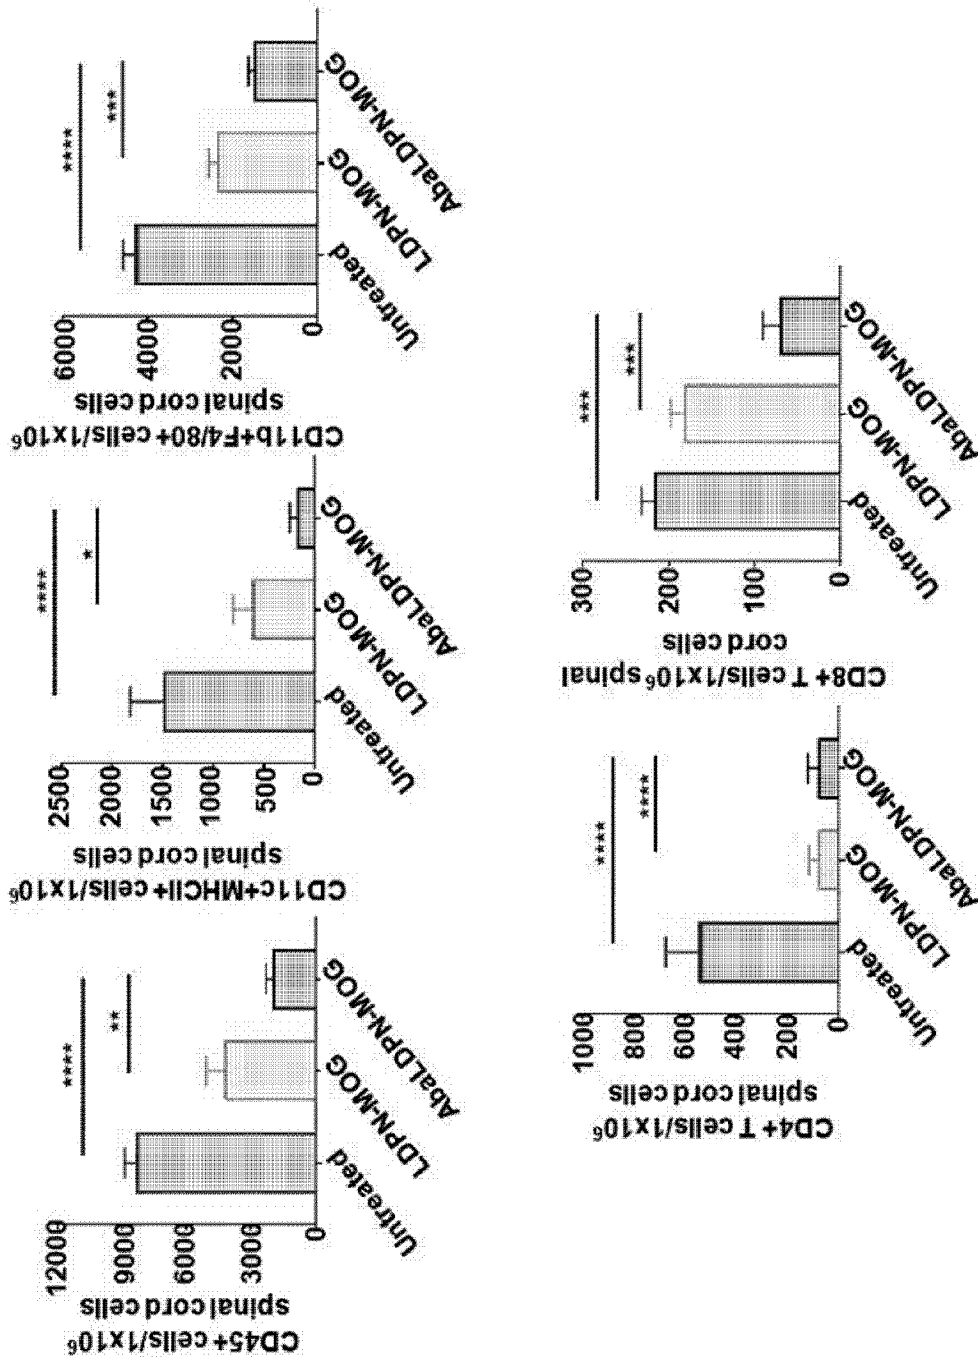 CD45+ cells/1x10⁶
spinal cord cells
12000
9000
6000
3000
0
****
**
Untreated
LDPN-MOG
AbaLDPN-MOG
CD11c+MHCII+ cells/1x10⁶
spinal cord cells
2500
2000
1500
1000
500
0
****
*
Untreated
LDPN-MOG
AbaLDPN-MOG
CD11b+F4/80+ cells/1x10⁶
spinal cord cells
6000
4000
2000
0
****
***
Untreated
LDPN-MOG
AbaLDPN-MOG
CD4+ T cells/1x10⁶
spinal cord cells
1000
800
600
400
200
0
****
****
Untreated
LDPN-MOG
AbaLDPN-MOG
CD8+ T cells/1x10⁶ spinal
cord cells
300
200
100
0
***
***
Untreated
LDPN-MOG
AbaLDPN-MOG